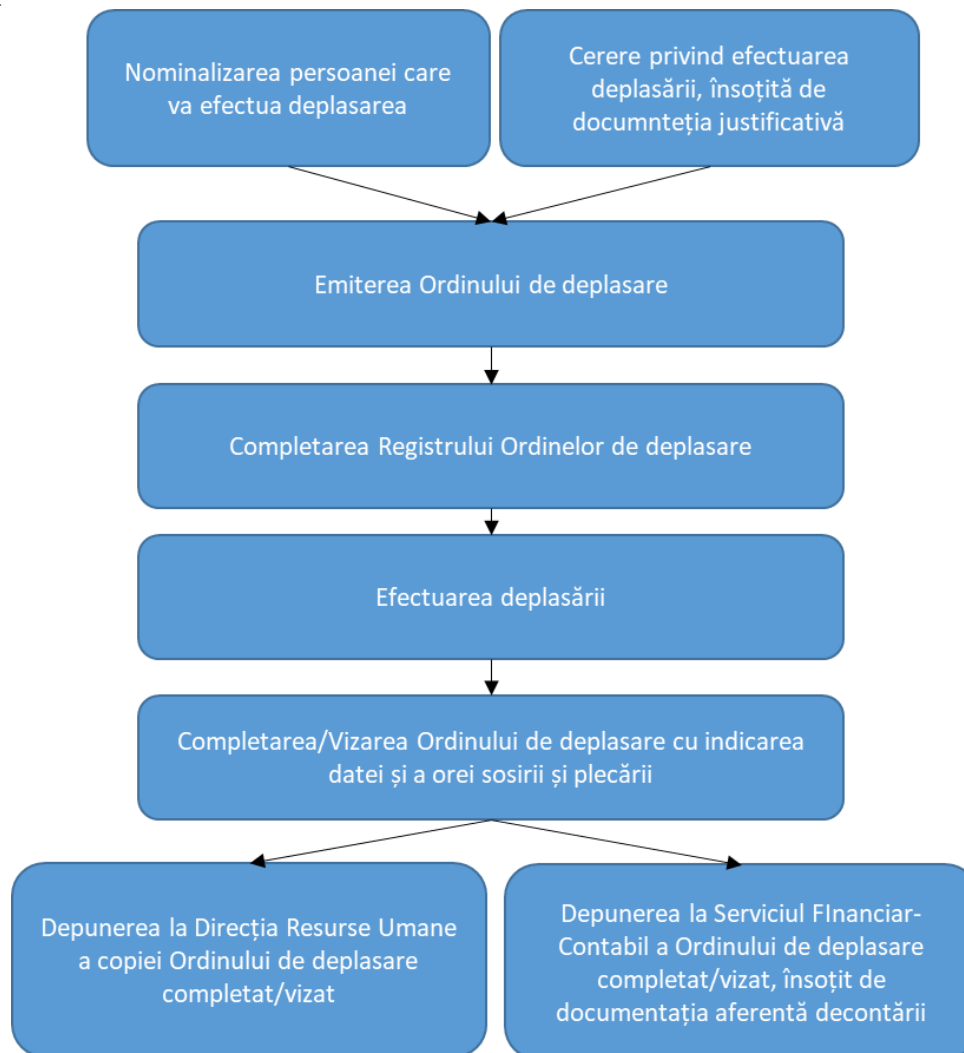 Nominalizarea persoanei care
va efectua deplasarea
Cerere privind efectuarea
deplasării, însoțită de
documnteția justificativă
Emiterea Ordinului de deplasare
Completarea Registrului Ordinelor de deplasare
Efectuarea deplasării
Completarea/Vizarea Ordinului de deplasare cu indicarea
datei și a orei sosirii și plecării
Depunerea la Direcția Resurse Umane
a copiei Ordinului de deplasare
completat/vizat
Depunerea la Serviciul FInanciar-
Contabil a Ordinului de deplasare
completat/vizat, însoțit de
documentația aferentă decontării